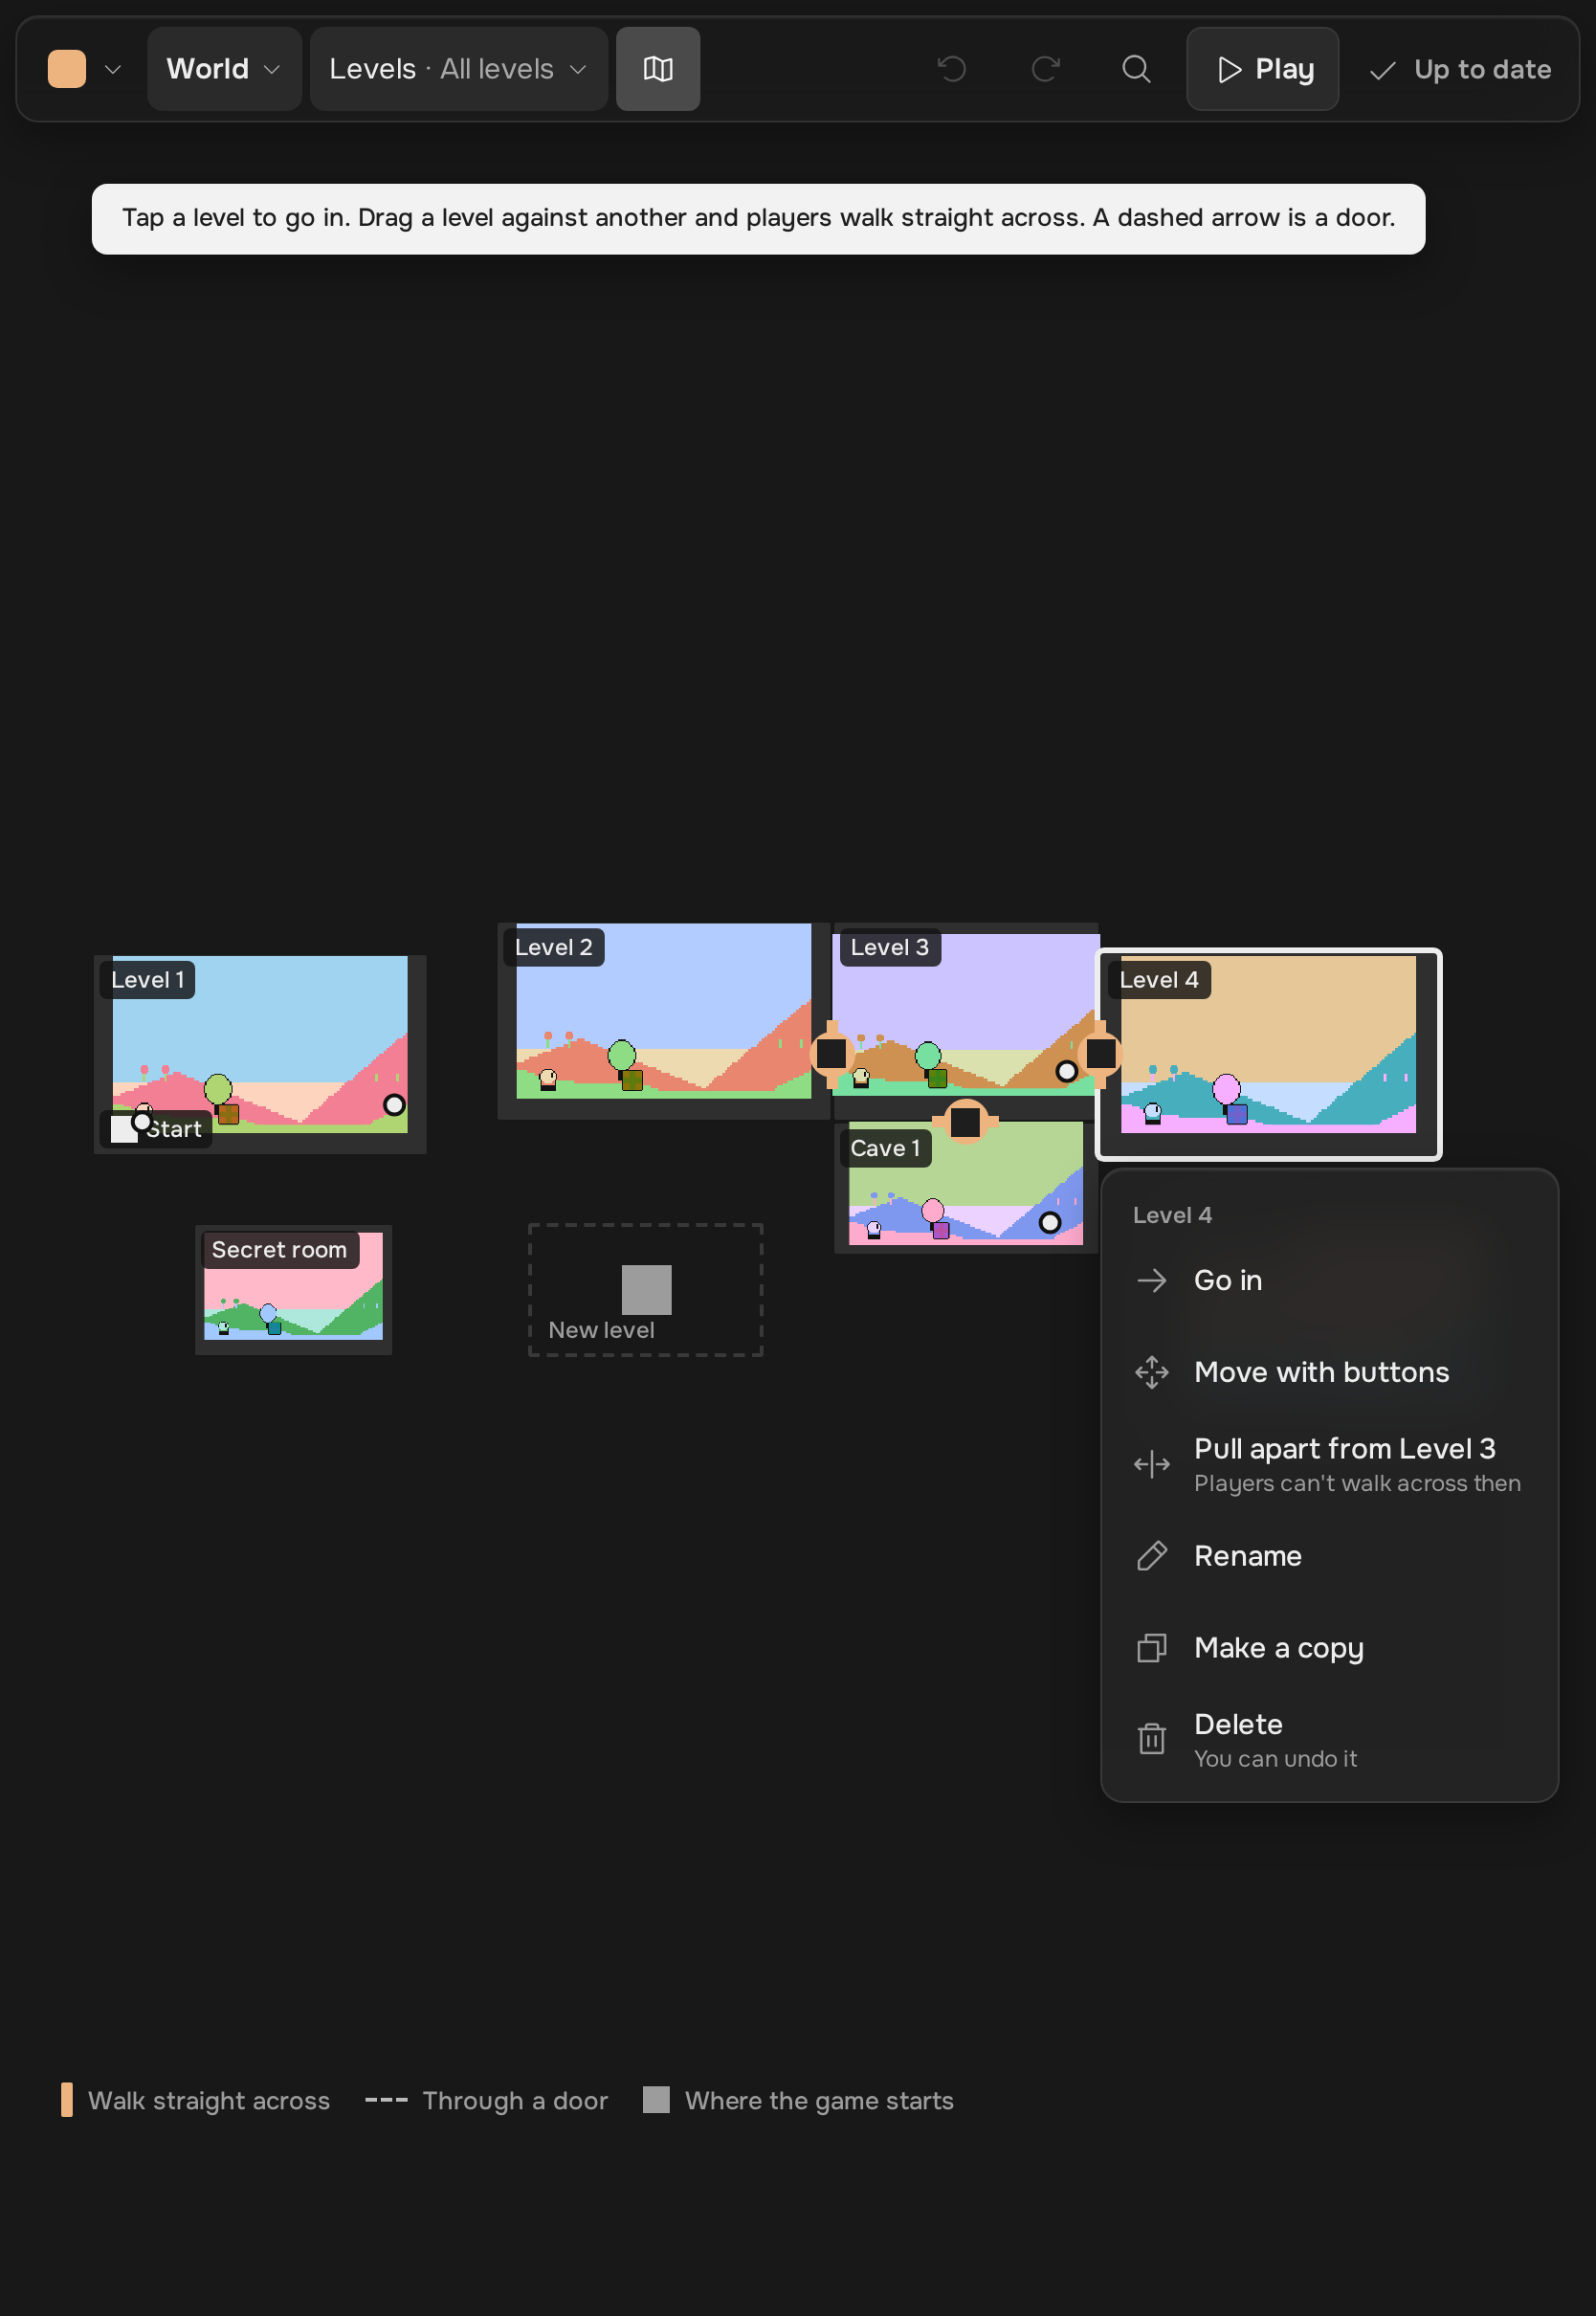 World
Levels · All levels
Play
Up to date
Tap a level to go in. Drag a level against another and players walk straight across. A dashed arrow is a door.
Level 1
Start
Level 2
Level 3
Level 4
Cave 1
Secret room
New level
Level 4
Go in
Move with buttons
Pull apart from Level 3
Players can't walk across then
Rename
Make a copy
Delete
You can undo it
Walk straight across
Through a door
Where the game starts